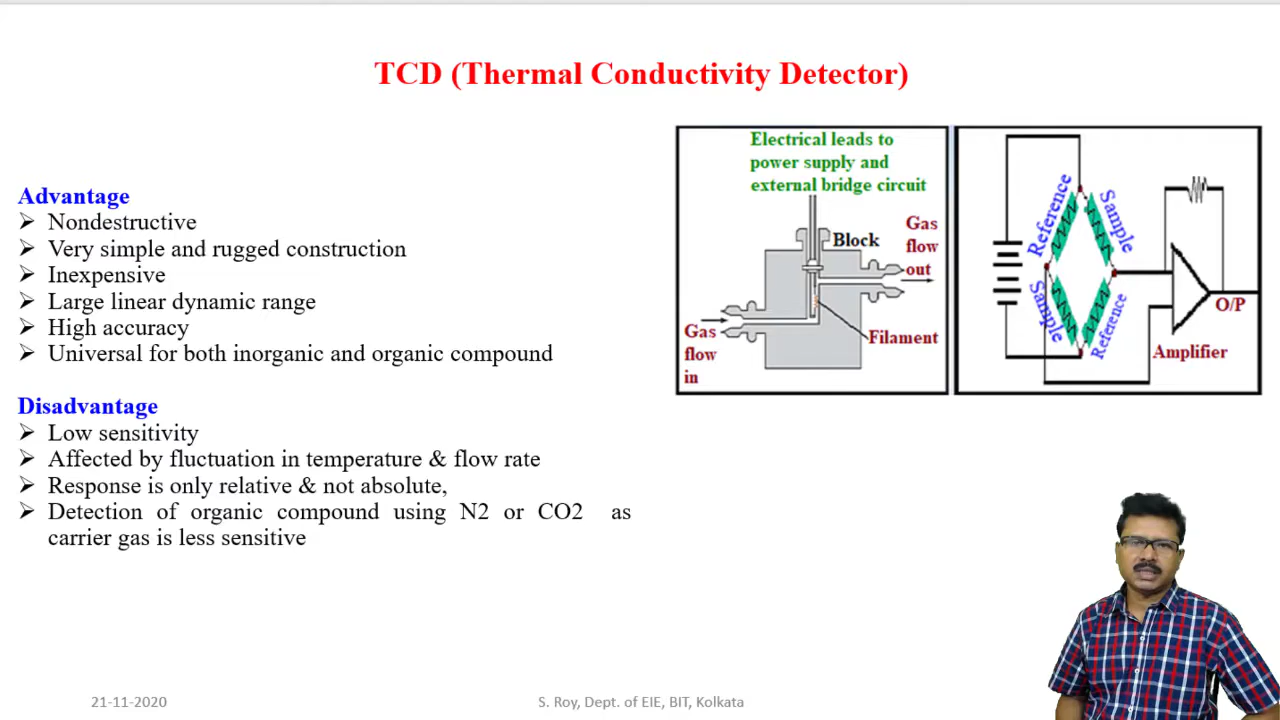 TCD (Thermal Conductivity Detector)
Advantage
Nondestructive
Very simple and rugged construction
Inexpensive
Large linear dynamic range
High accuracy
Universal for both inorganic and organic compound
Disadvantage
Low sensitivity
Affected by fluctuation in temperature & flow rate
Response is only relative & not absolute,
Detection of organic compound using N2 or CO2 as
carrier gas is less sensitive
Electrical leads to
power supply and
external bridge circuit
Block
Gas
flow
out
Gas
flow
in
Filament
Reference
Sample
Sample
Reference
O/P
Amplifier
21-11-2020
S. Roy, Dept. of EIE, BIT, Kolkata